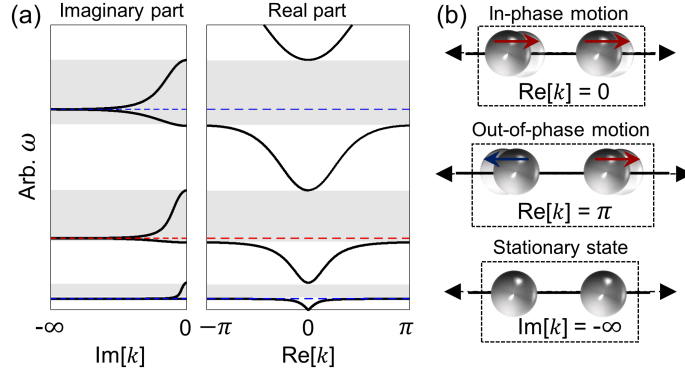 (a)
Imaginary part
Real part
Arb. ω
-∞
0
−π
0
π
Im[k]
Re[k]
(b)
In-phase motion
Re[k] = 0
Out-of-phase motion
Re[k] = π
Stationary state
Im[k] = -∞